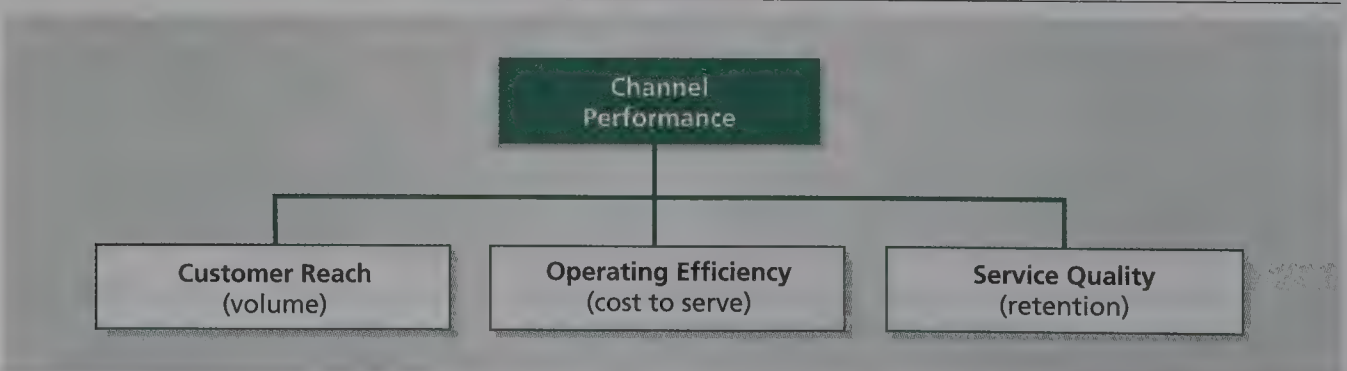 Channel
Performance
Customer Reach
(volume)
Operating Efficiency
(cost to serve)
Service Quality
(retention)